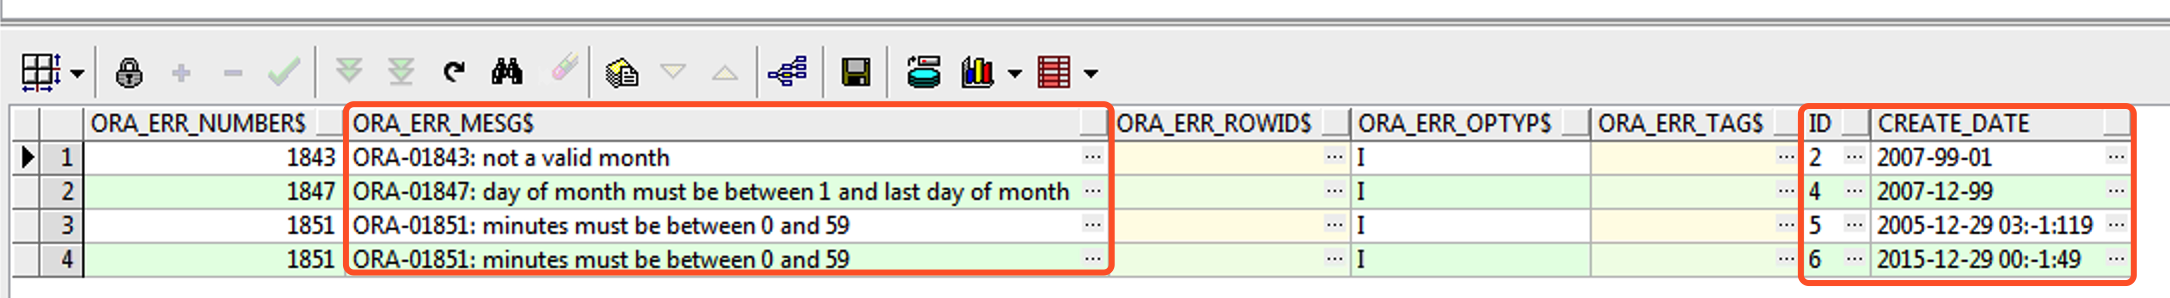 ORA_ERR_NUMBER$ ORA_ERR_MESG$ ORA_ERR_ROWID$ ORA_ERR_OPTYP$ ORA_ERR_TAG$ ID CREATE_DATE
1 1843 ORA-01843: not a valid month ... ... I ... 2 ... 2007-99-01 ...
2 1847 ORA-01847: day of month must be between 1 and last day of month ... ... I ... 4 ... 2007-12-99 ...
3 1851 ORA-01851: minutes must be between 0 and 59 ... ... I ... 5 ... 2005-12-29 03:-1:119 ...
4 1851 ORA-01851: minutes must be between 0 and 59 ... ... I ... 6 ... 2015-12-29 00:-1:49 ...